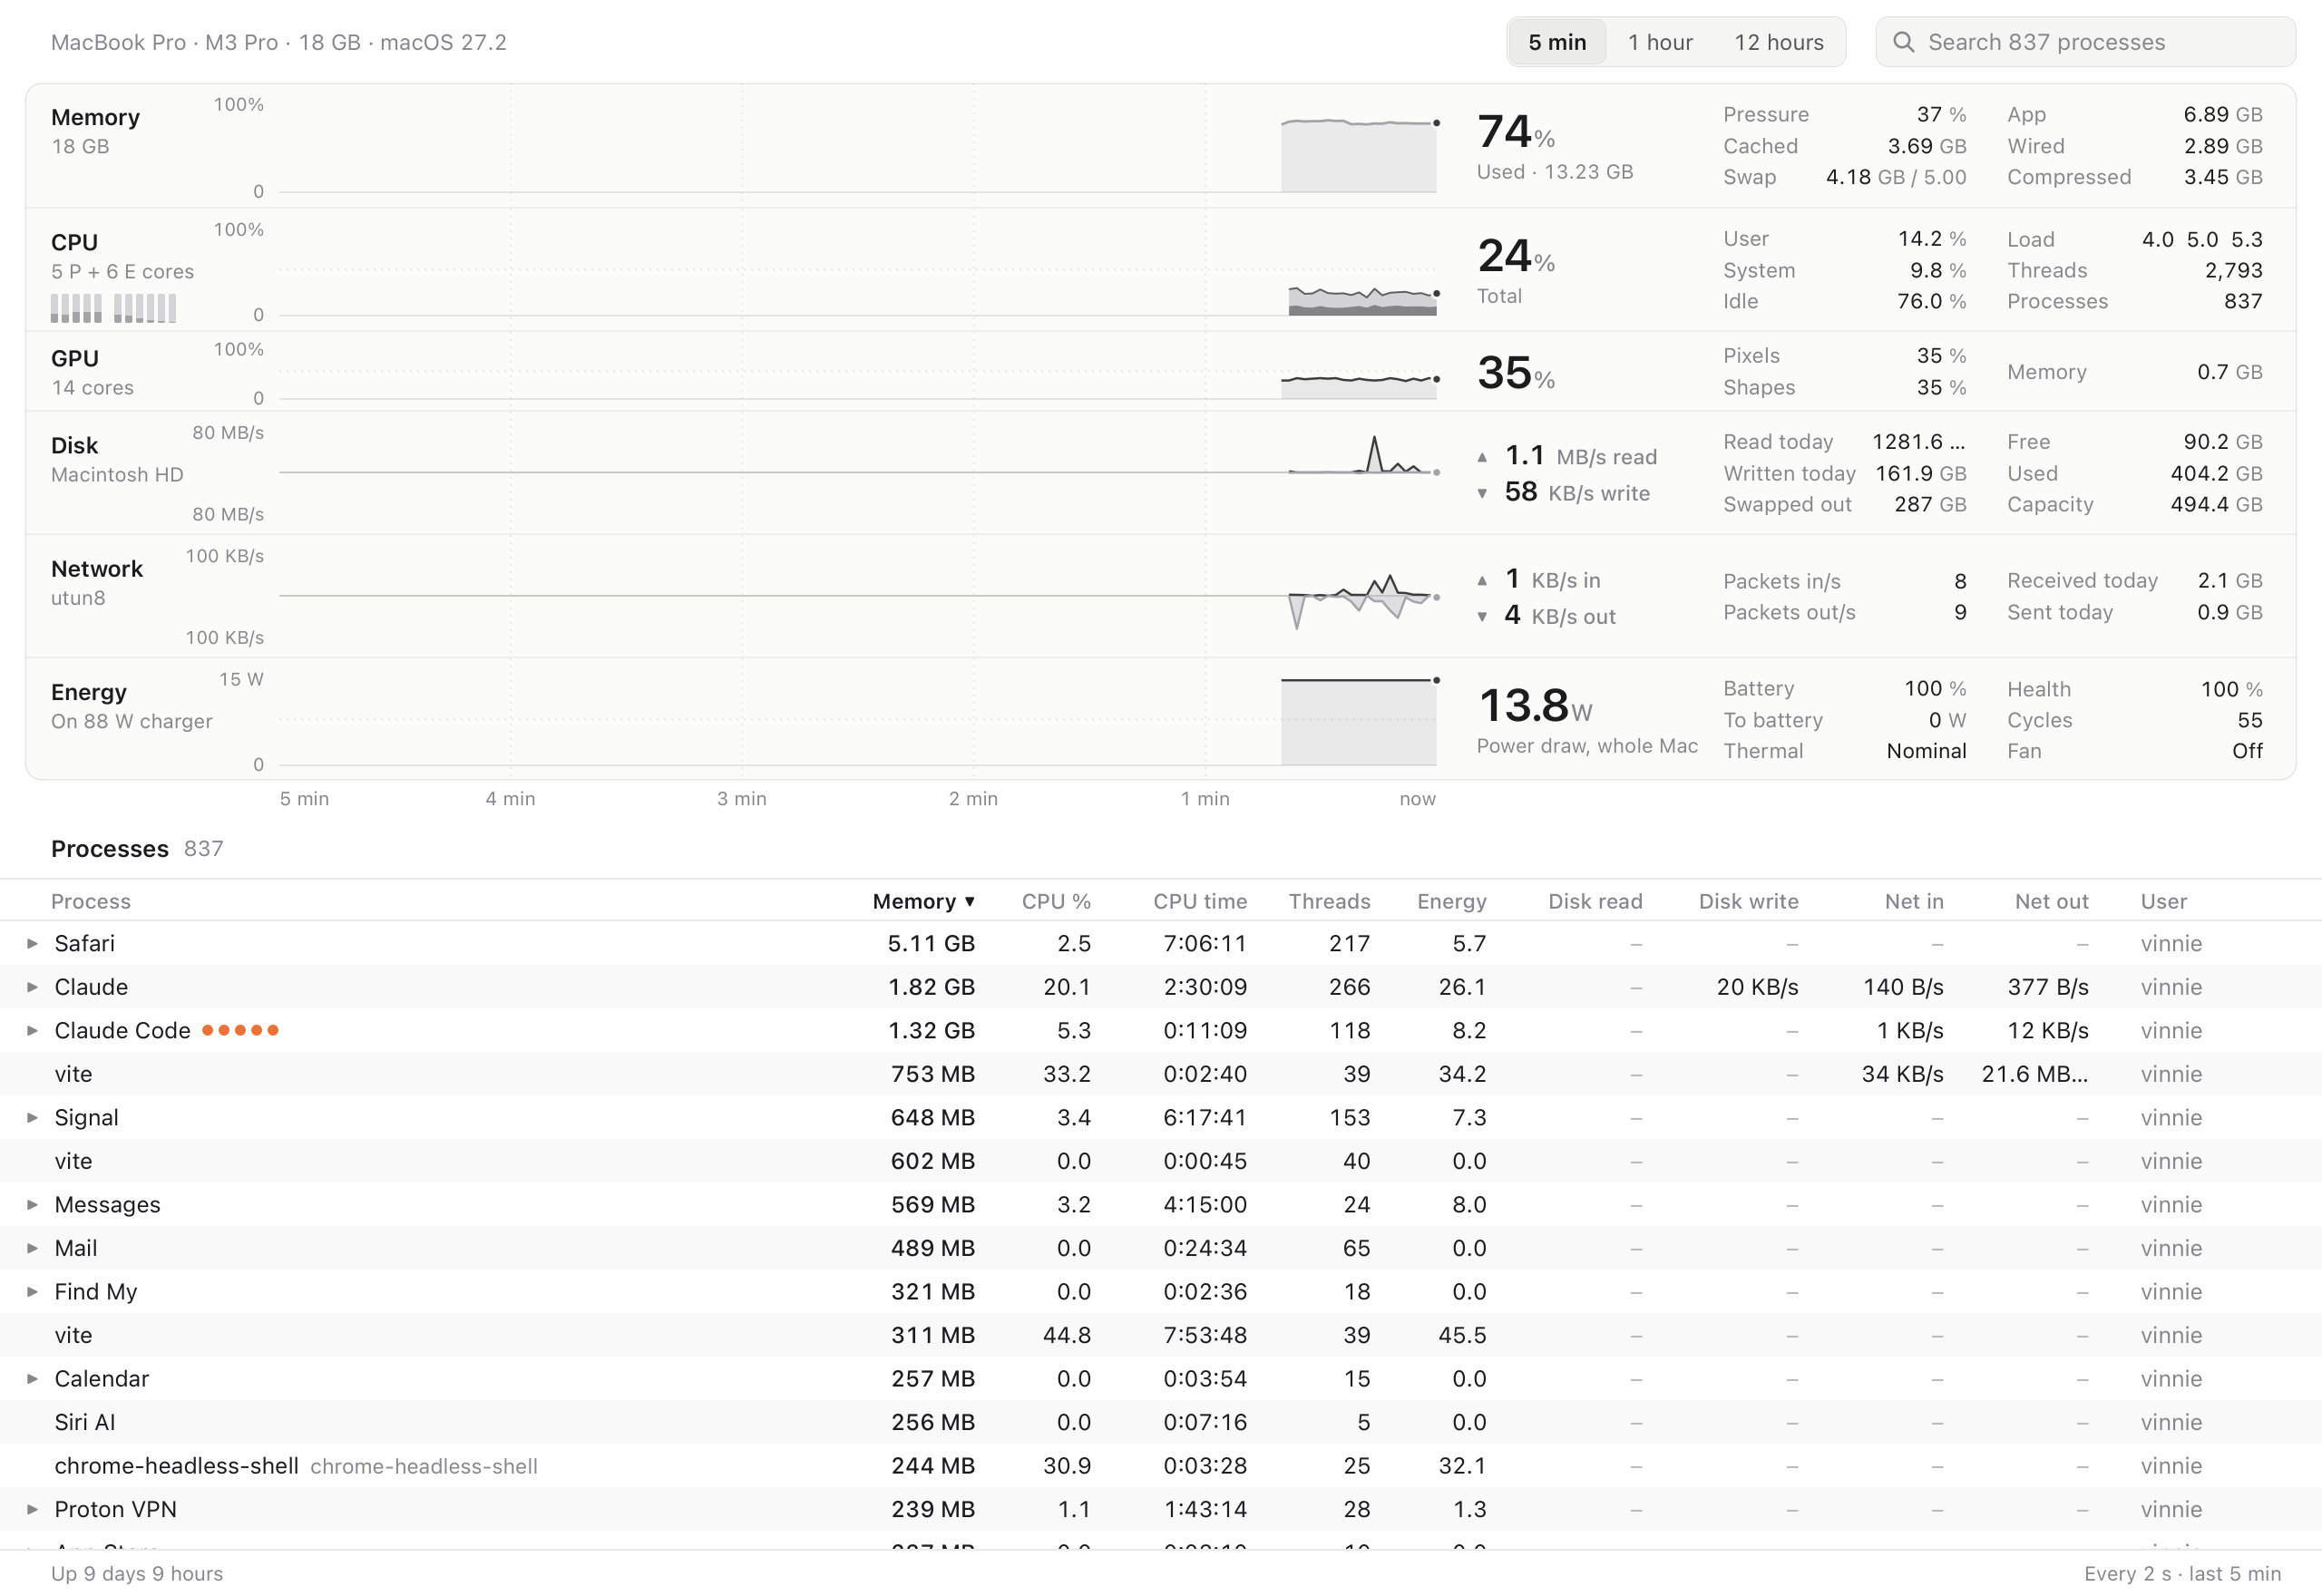 MacBook Pro · M3 Pro · 18 GB · macOS 27.2
5 min 1 hour 12 hours
Search 837 processes
Memory
18 GB
100%
0
74%
Used · 13.23 GB
Pressure 37 %
Cached 3.69 GB
Swap 4.18 GB / 5.00
App 6.89 GB
Wired 2.89 GB
Compressed 3.45 GB
CPU
5 P + 6 E cores
100%
0
24%
Total
User 14.2 %
System 9.8 %
Idle 76.0 %
Load 4.0 5.0 5.3
Threads 2,793
Processes 837
GPU
14 cores
100%
0
35%
Pixels 35 %
Shapes 35 %
Memory 0.7 GB
Disk
Macintosh HD
80 MB/s
80 MB/s
▲ 1.1 MB/s read
▼ 58 KB/s write
Read today 1281.6 ...
Written today 161.9 GB
Swapped out 287 GB
Free 90.2 GB
Used 404.2 GB
Capacity 494.4 GB
Network
utun8
100 KB/s
100 KB/s
▲ 1 KB/s in
▼ 4 KB/s out
Packets in/s 8
Packets out/s 9
Received today 2.1 GB
Sent today 0.9 GB
Energy
On 88 W charger
15 W
0
13.8W
Power draw, whole Mac
Battery 100 %
To battery 0 W
Thermal Nominal
Health 100 %
Cycles 55
Fan Off
5 min 4 min 3 min 2 min 1 min now
Processes 837
Process Memory ▼ CPU % CPU time Threads Energy Disk read Disk write Net in Net out User
Safari 5.11 GB 2.5 7:06:11 217 5.7 – – – – vinnie
Claude 1.82 GB 20.1 2:30:09 266 26.1 – 20 KB/s 140 B/s 377 B/s vinnie
Claude Code 1.32 GB 5.3 0:11:09 118 8.2 – – 1 KB/s 12 KB/s vinnie
vite 753 MB 33.2 0:02:40 39 34.2 – – 34 KB/s 21.6 MB... vinnie
Signal 648 MB 3.4 6:17:41 153 7.3 – – – – vinnie
vite 602 MB 0.0 0:00:45 40 0.0 – – – – vinnie
Messages 569 MB 3.2 4:15:00 24 8.0 – – – – vinnie
Mail 489 MB 0.0 0:24:34 65 0.0 – – – – vinnie
Find My 321 MB 0.0 0:02:36 18 0.0 – – – – vinnie
vite 311 MB 44.8 7:53:48 39 45.5 – – – – vinnie
Calendar 257 MB 0.0 0:03:54 15 0.0 – – – – vinnie
Siri AI 256 MB 0.0 0:07:16 5 0.0 – – – – vinnie
chrome-headless-shell chrome-headless-shell 244 MB 30.9 0:03:28 25 32.1 – – – – vinnie
Proton VPN 239 MB 1.1 1:43:14 28 1.3 – – – – vinnie
Up 9 days 9 hours
Every 2 s · last 5 min